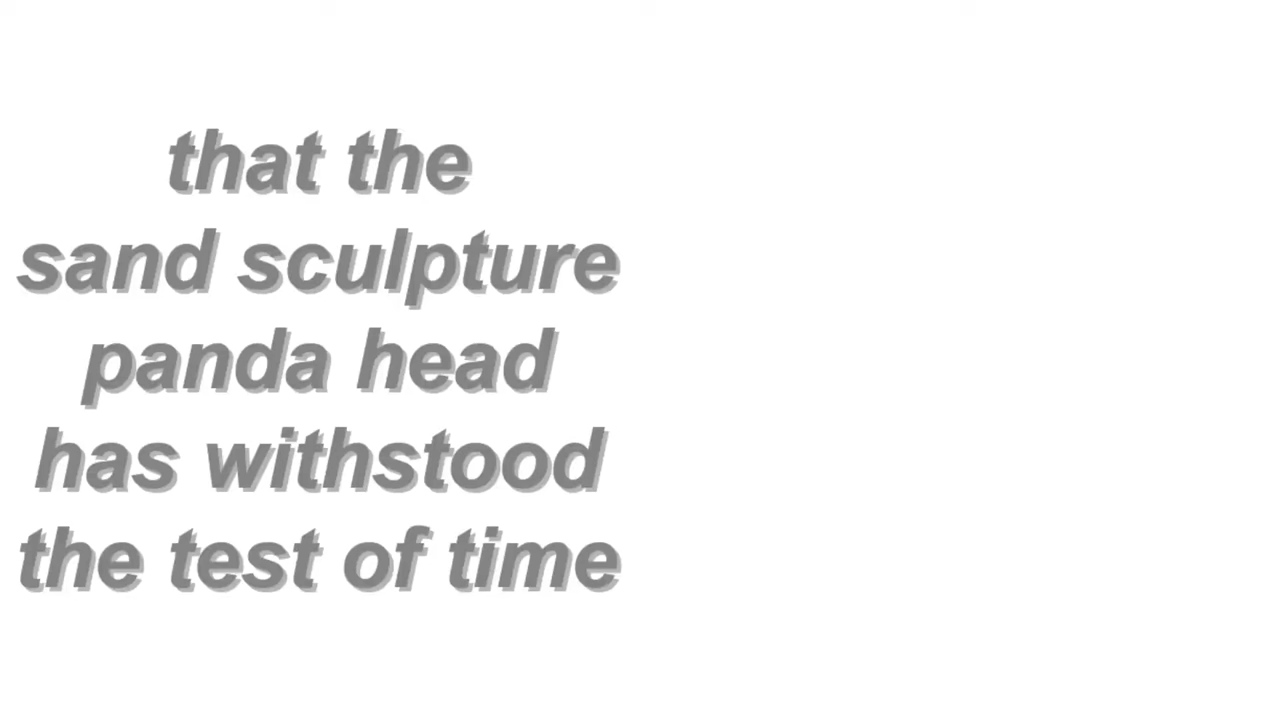 that the
sand sculpture
panda head
has withstood
the test of time